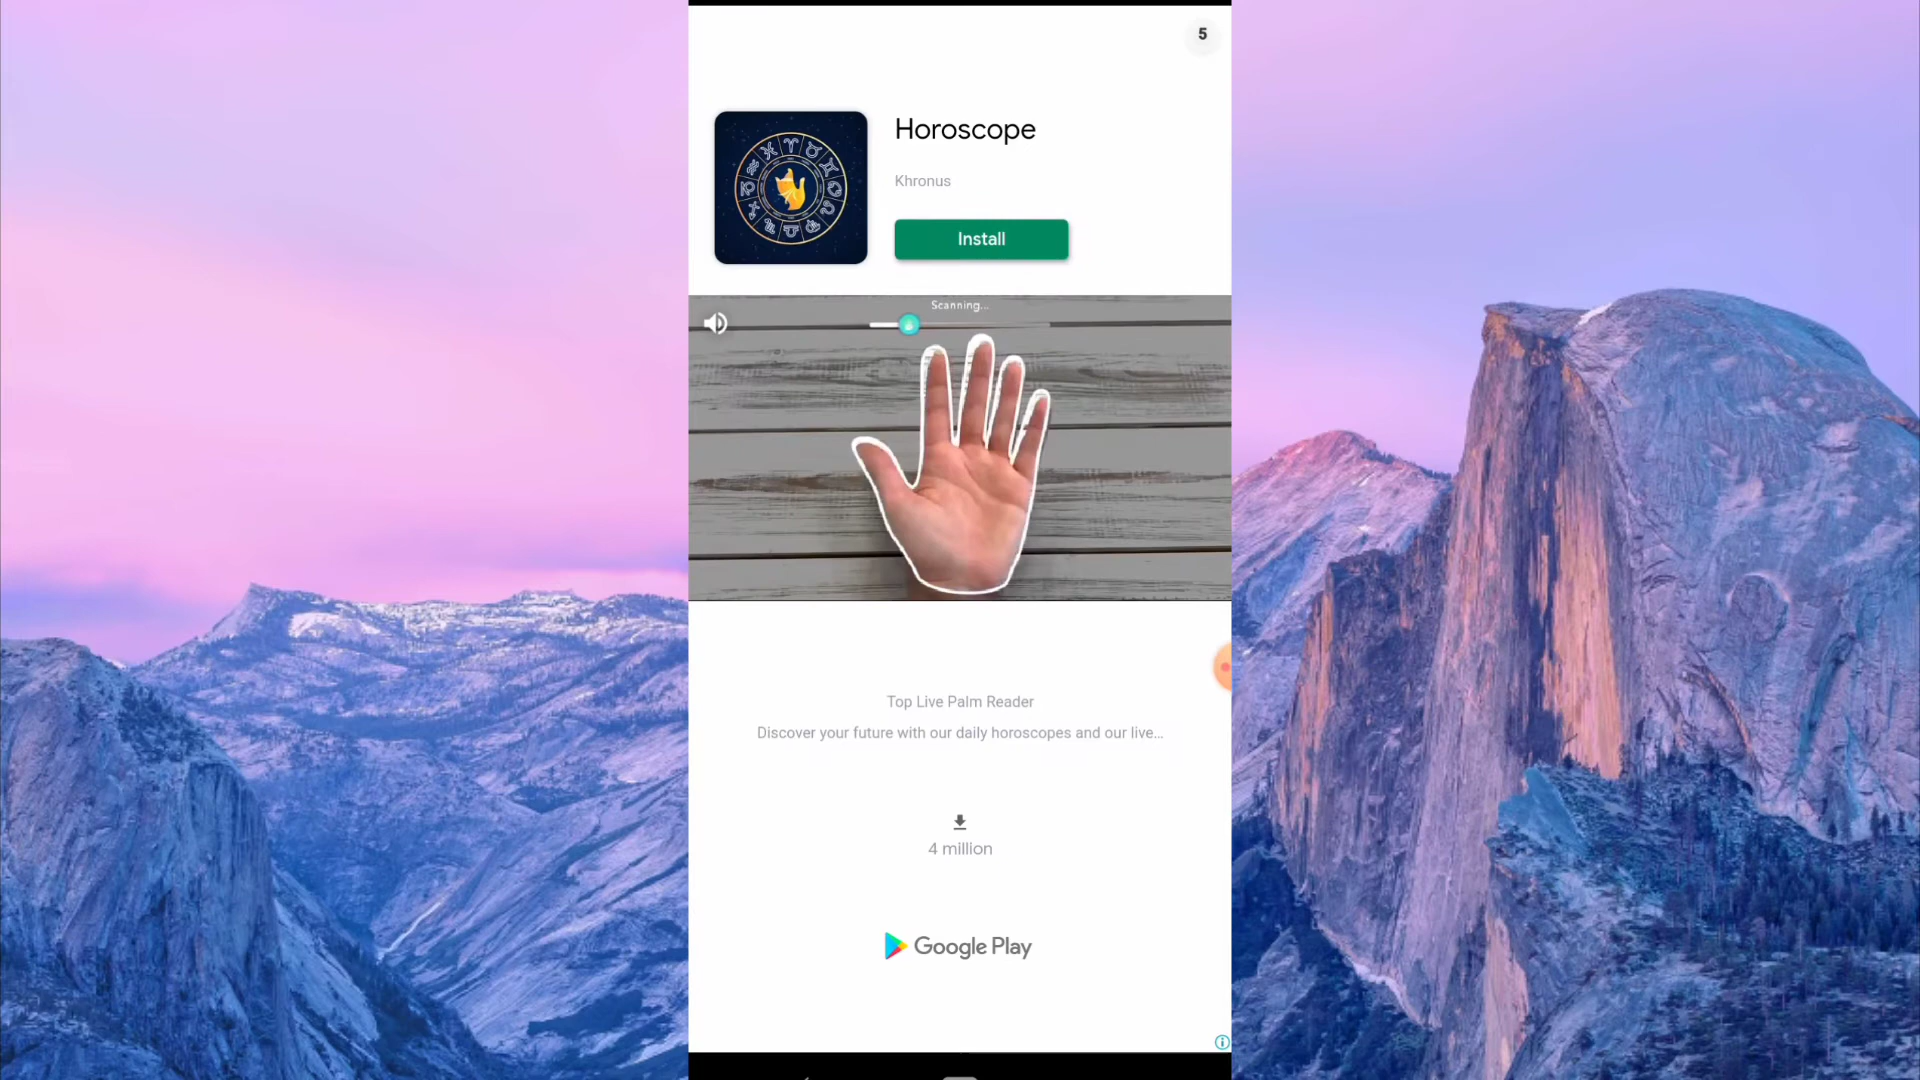 5
Horoscope
Khronus
Install
Scanning...
Top Live Palm Reader
Discover your future with our daily horoscopes and our live...
4 million
Google Play